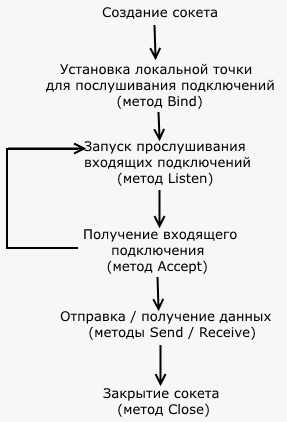 Создание сокета
Установка локальной точки
для послушивания подключений
(метод Bind)
Запуск прослушивания
входящих подключений
(метод Listen)
Получение входящего
подключения
(метод Accept)
Отправка / получение данных
(методы Send / Receive)
Закрытие сокета
(метод Close)